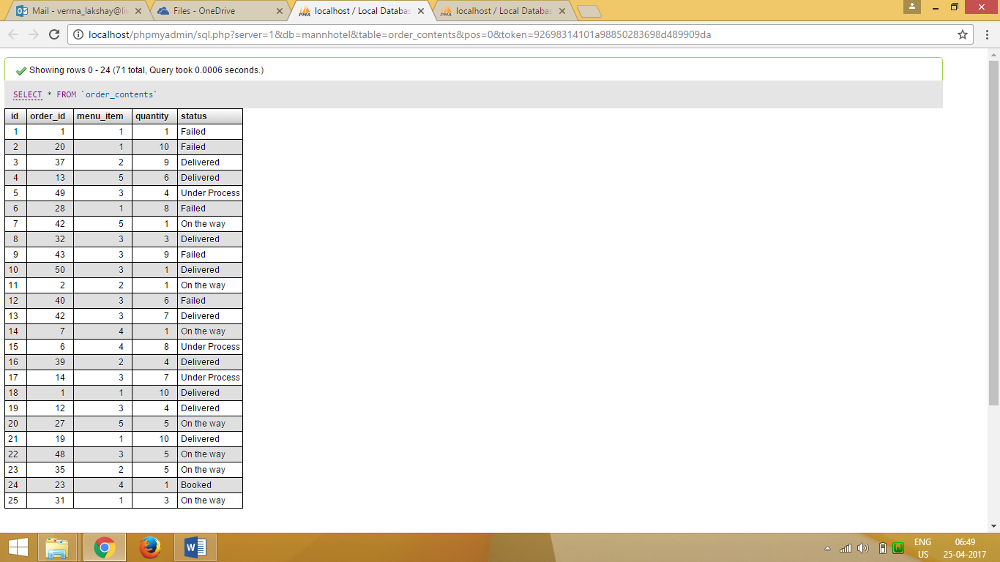 Mail - verma_lakshay@li
Files - OneDrive
localhost / Local Databas
localhost / Local Databas
localhost/phpmyadmin/sql.php?server=1&db=mannhotel&table=order_contents&pos=0&token=92698314101a98850283698d489909da
Showing rows 0 - 24 (71 total, Query took 0.0006 seconds.)
SELECT * FROM `order_contents`
id order_id menu_item quantity status
1 1 1 1 Failed
2 20 1 10 Failed
3 37 2 9 Delivered
4 13 5 6 Delivered
5 49 3 4 Under Process
6 28 1 8 Failed
7 42 5 1 On the way
8 32 3 3 Delivered
9 43 3 9 Failed
10 50 3 1 Delivered
11 2 2 1 On the way
12 40 3 6 Failed
13 42 3 7 Delivered
14 7 4 1 On the way
15 6 4 8 Under Process
16 39 2 4 Delivered
17 14 3 7 Under Process
18 1 1 10 Delivered
19 12 3 4 Delivered
20 27 5 5 On the way
21 19 1 10 Delivered
22 48 3 5 On the way
23 35 2 5 On the way
24 23 4 1 Booked
25 31 1 3 On the way
ENG 06:49
US 25-04-2017